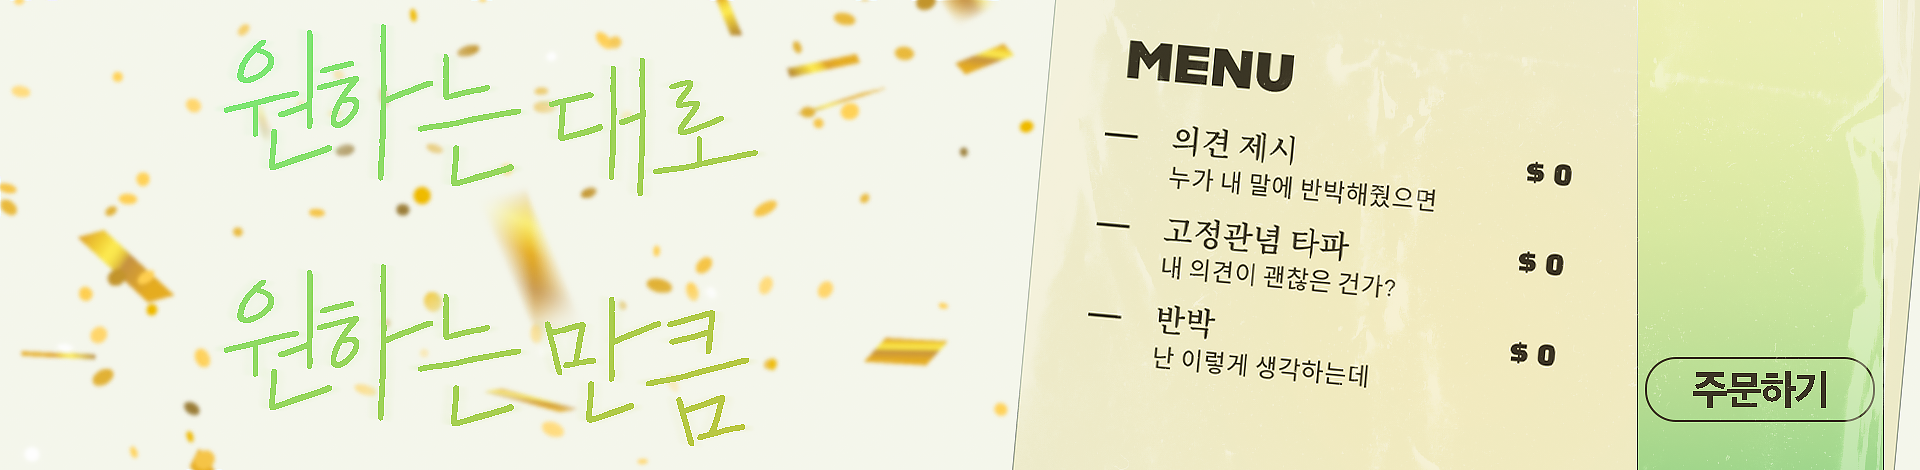 원하는 대로
원하는 만큼
MENU
의견 제시
누가 내 말에 반박해줬으면
$ 0
고정관념 타파
내 의견이 괜찮은 건가?
$ 0
반박
난 이렇게 생각하는데
$ 0
주문하기